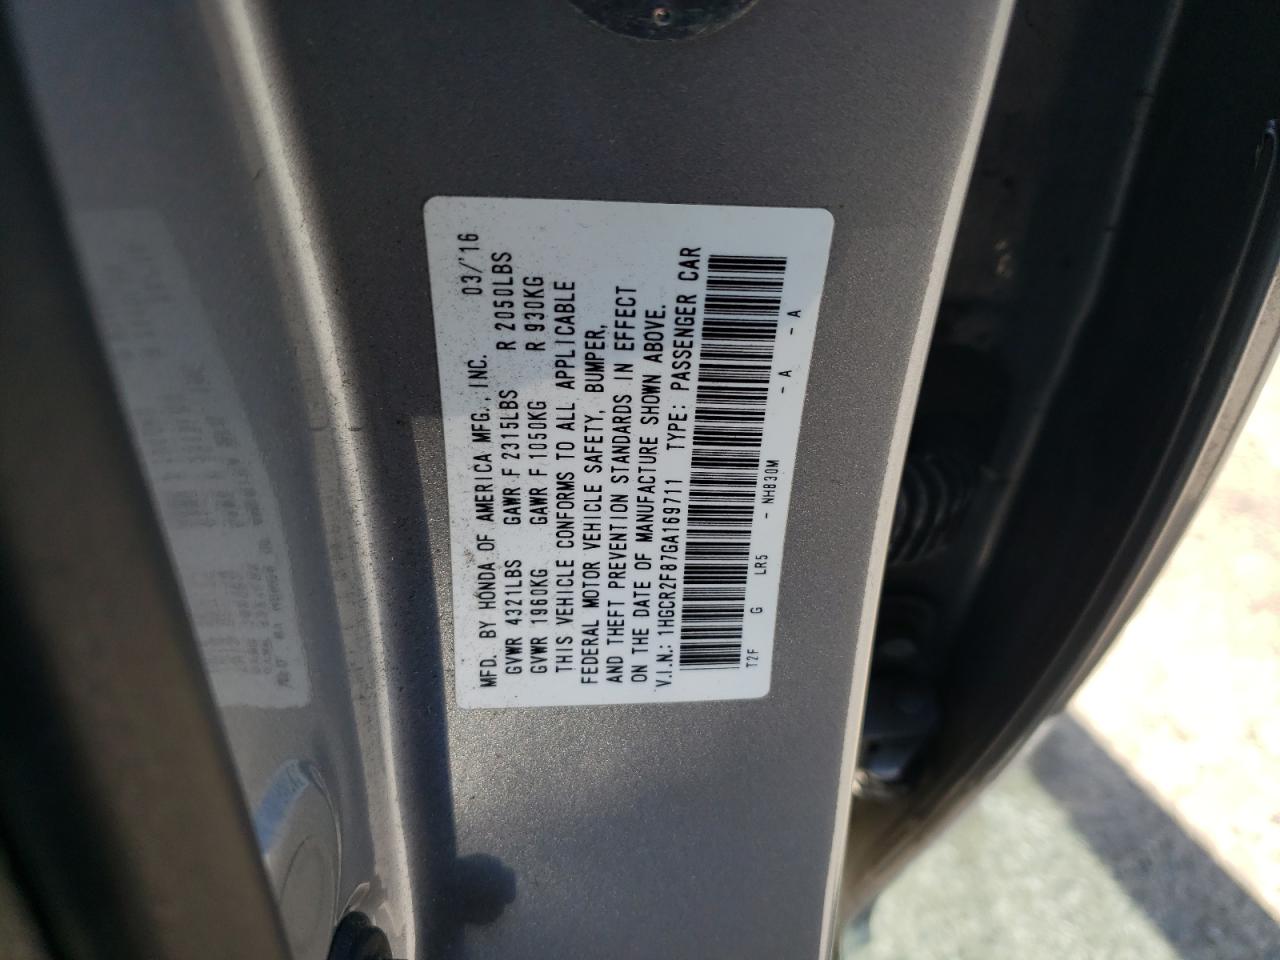 MFD. BY HONDA OF AMERICA MFG., INC. 03/'16
GVWR 4321LBS GAWR F 2315LBS R 2050LBS
GVWR 1960KG GAWR F 1050KG R 930KG
THIS VEHICLE CONFORMS TO ALL APPLICABLE
FEDERAL MOTOR VEHICLE SAFETY, BUMPER,
AND THEFT PREVENTION STANDARDS IN EFFECT
ON THE DATE OF MANUFACTURE SHOWN ABOVE.
V.I.N.: 1HGCR2F87GA169711 TYPE: PASSENGER CAR
T2F G LR5 - NH830M - A - A